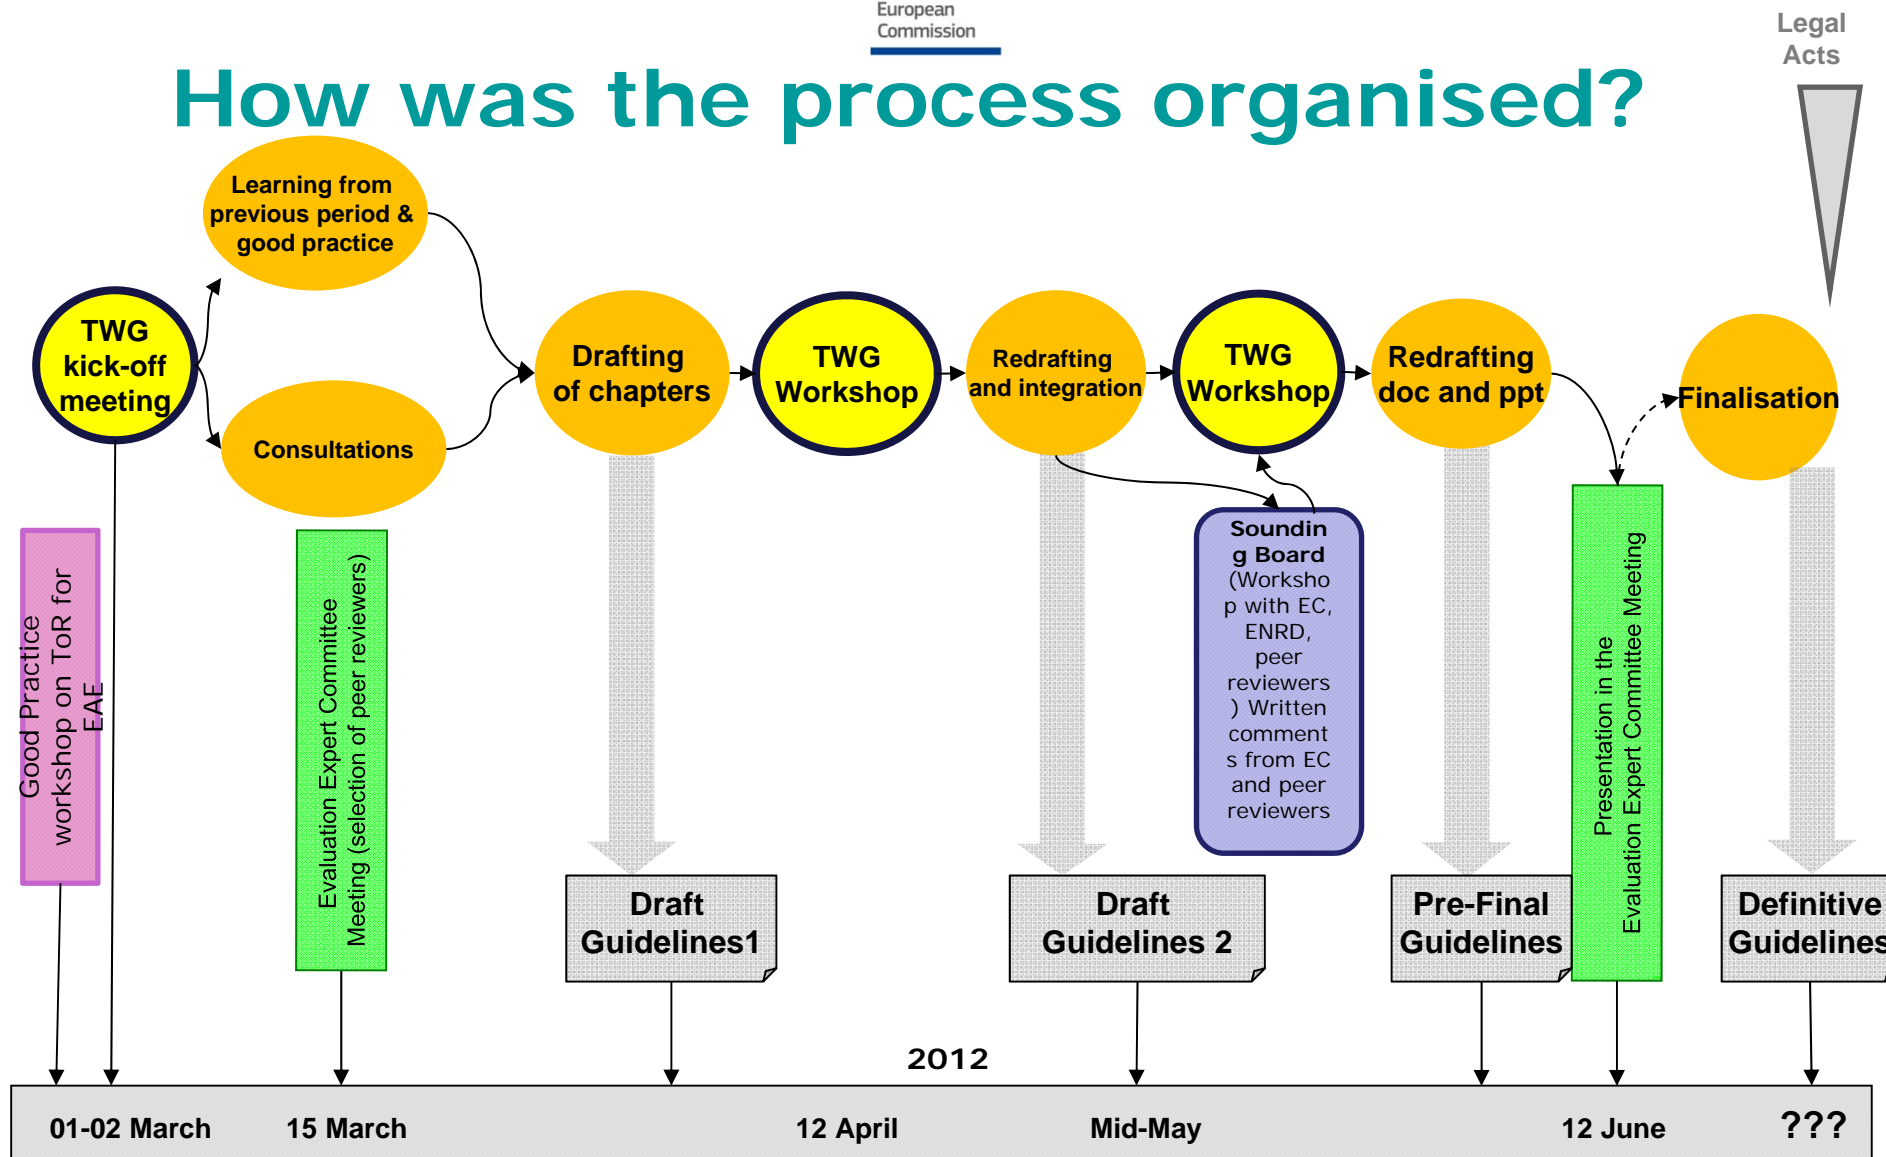 European
Commission
Legal
Acts
How was the process organised?
Learning from
previous period &
good practice
TWG
kick-off
meeting
Consultations
Drafting
of chapters
TWG
Workshop
Redrafting
and integration
TWG
Workshop
Redrafting
doc and ppt
Finalisation
Good Practice
workshop on ToR for
EAE
Evaluation Expert Committee
Meeting (selection of peer reviewers)
Soundin
g Board
(Worksho
p with EC,
ENRD,
peer
reviewers
) Written
comment
s from EC
and peer
reviewers
Presentation in the
Evaluation Expert Committee Meeting
Draft
Guidelines1
Draft
Guidelines 2
Pre-Final
Guidelines
Definitive
Guidelines
2012
01-02 March
15 March
12 April
Mid-May
12 June
???